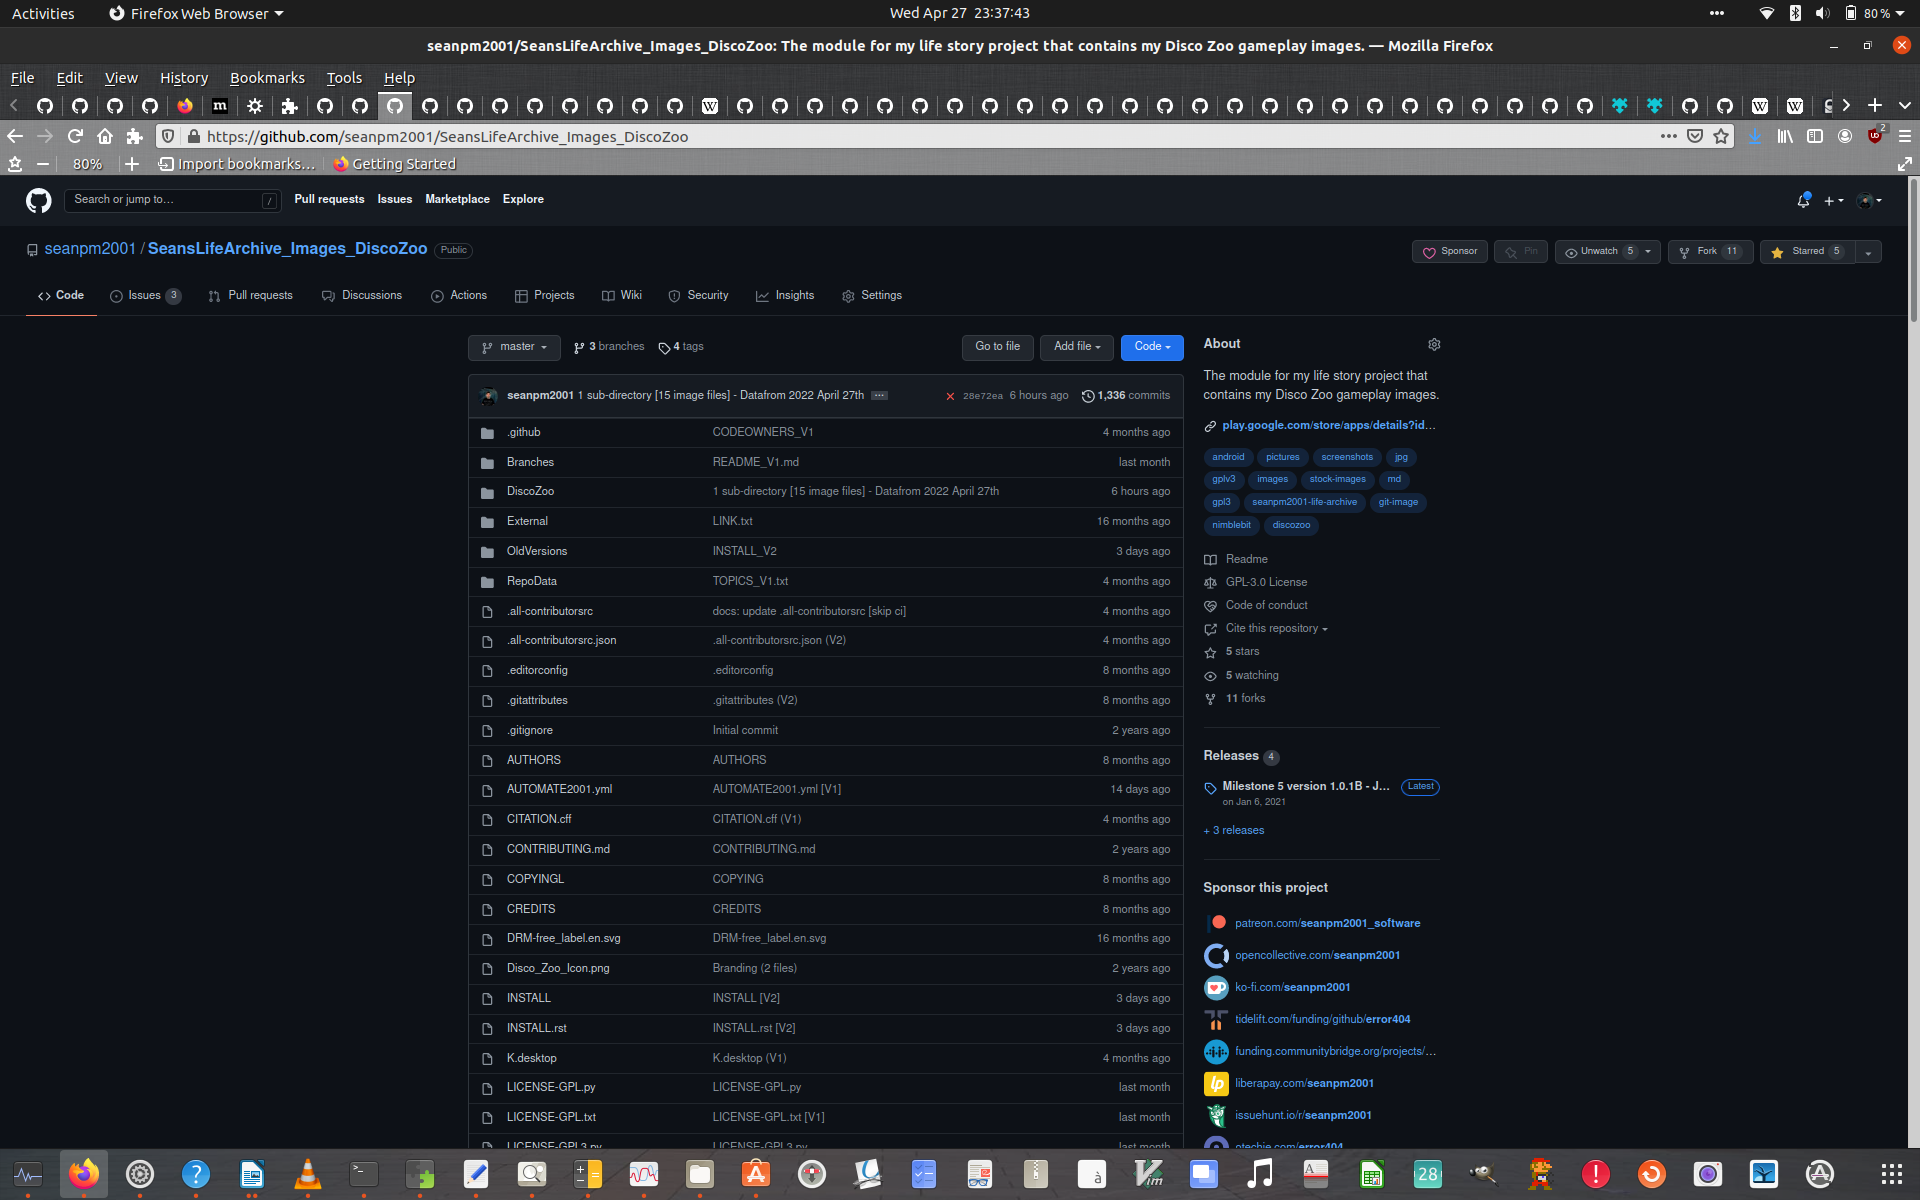 Activities
Firefox Web Browser
Wed Apr 27 23:37:43
80 %
seanpm2001/SeansLifeArchive_Images_DiscoZoo: The module for my life story project that contains my Disco Zoo gameplay images. — Mozilla Firefox
File Edit View History Bookmarks Tools Help
https://github.com/seanpm2001/SeansLifeArchive_Images_DiscoZoo
2
80%
Import bookmarks...
Getting Started
Search or jump to...
/
Pull requests Issues Marketplace Explore
seanpm2001 / SeansLifeArchive_Images_DiscoZoo Public
Sponsor
Pin
Unwatch 5
Fork 11
Starred 5
Code
Issues 3
Pull requests
Discussions
Actions
Projects
Wiki
Security
Insights
Settings
master
3 branches
4 tags
Go to file
Add file
Code
seanpm2001 1 sub-directory [15 image files] - Datafrom 2022 April 27th ...
28e72ea 6 hours ago
1,336 commits
.github CODEOWNERS_V1 4 months ago
Branches README_V1.md last month
DiscoZoo 1 sub-directory [15 image files] - Datafrom 2022 April 27th 6 hours ago
External LINK.txt 16 months ago
OldVersions INSTALL_V2 3 days ago
RepoData TOPICS_V1.txt 4 months ago
.all-contributorsrc docs: update .all-contributorsrc [skip ci] 4 months ago
.all-contributorsrc.json .all-contributorsrc.json (V2) 4 months ago
.editorconfig .editorconfig 8 months ago
.gitattributes .gitattributes (V2) 8 months ago
.gitignore Initial commit 2 years ago
AUTHORS AUTHORS 8 months ago
AUTOMATE2001.yml AUTOMATE2001.yml [V1] 14 days ago
CITATION.cff CITATION.cff (V1) 4 months ago
CONTRIBUTING.md CONTRIBUTING.md 2 years ago
COPYINGL COPYING 8 months ago
CREDITS CREDITS 8 months ago
DRM-free_label.en.svg DRM-free_label.en.svg 16 months ago
Disco_Zoo_Icon.png Branding (2 files) 2 years ago
INSTALL INSTALL [V2] 3 days ago
INSTALL.rst INSTALL.rst [V2] 3 days ago
K.desktop K.desktop (V1) 4 months ago
LICENSE-GPL.py LICENSE-GPL.py last month
LICENSE-GPL.txt LICENSE-GPL.txt [V1] last month
LICENSE-GPL3.py LICENSE-GPL3.py last month
About
The module for my life story project that
contains my Disco Zoo gameplay images.
play.google.com/store/apps/details?id...
android pictures screenshots jpg
gplv3 images stock-images md
gpl3 seanpm2001-life-archive git-image
nimblebit discozoo
Readme
GPL-3.0 License
Code of conduct
Cite this repository
5 stars
5 watching
11 forks
Releases 4
Milestone 5 version 1.0.1B - J... Latest
on Jan 6, 2021
+ 3 releases
Sponsor this project
patreon.com/seanpm2001_software
opencollective.com/seanpm2001
ko-fi.com/seanpm2001
tidelift.com/funding/github/error404
funding.communitybridge.org/projects/...
liberapay.com/seanpm2001
issuehunt.io/r/seanpm2001
otechie.com/error404
28